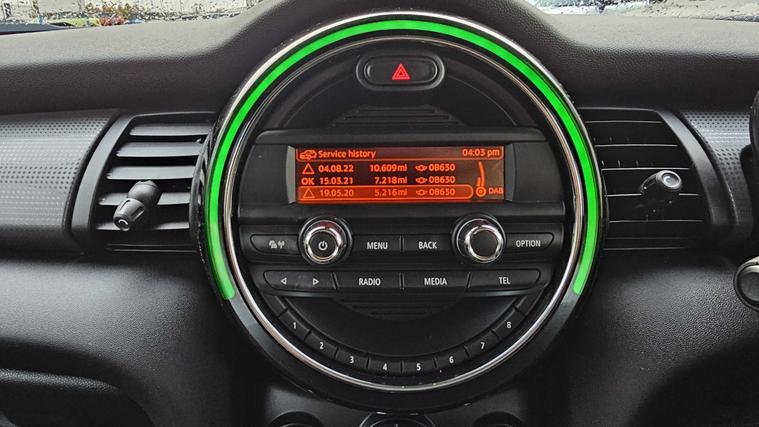 Service history 04:03 pm
04.08.22 10.609mi 08630
OK 15.03.21 7.218mi 08630
19.05.20 5.216mi 08630
DAB
MENU BACK OPTION
RADIO MEDIA TEL
1 2 3 4 5 6 7 8